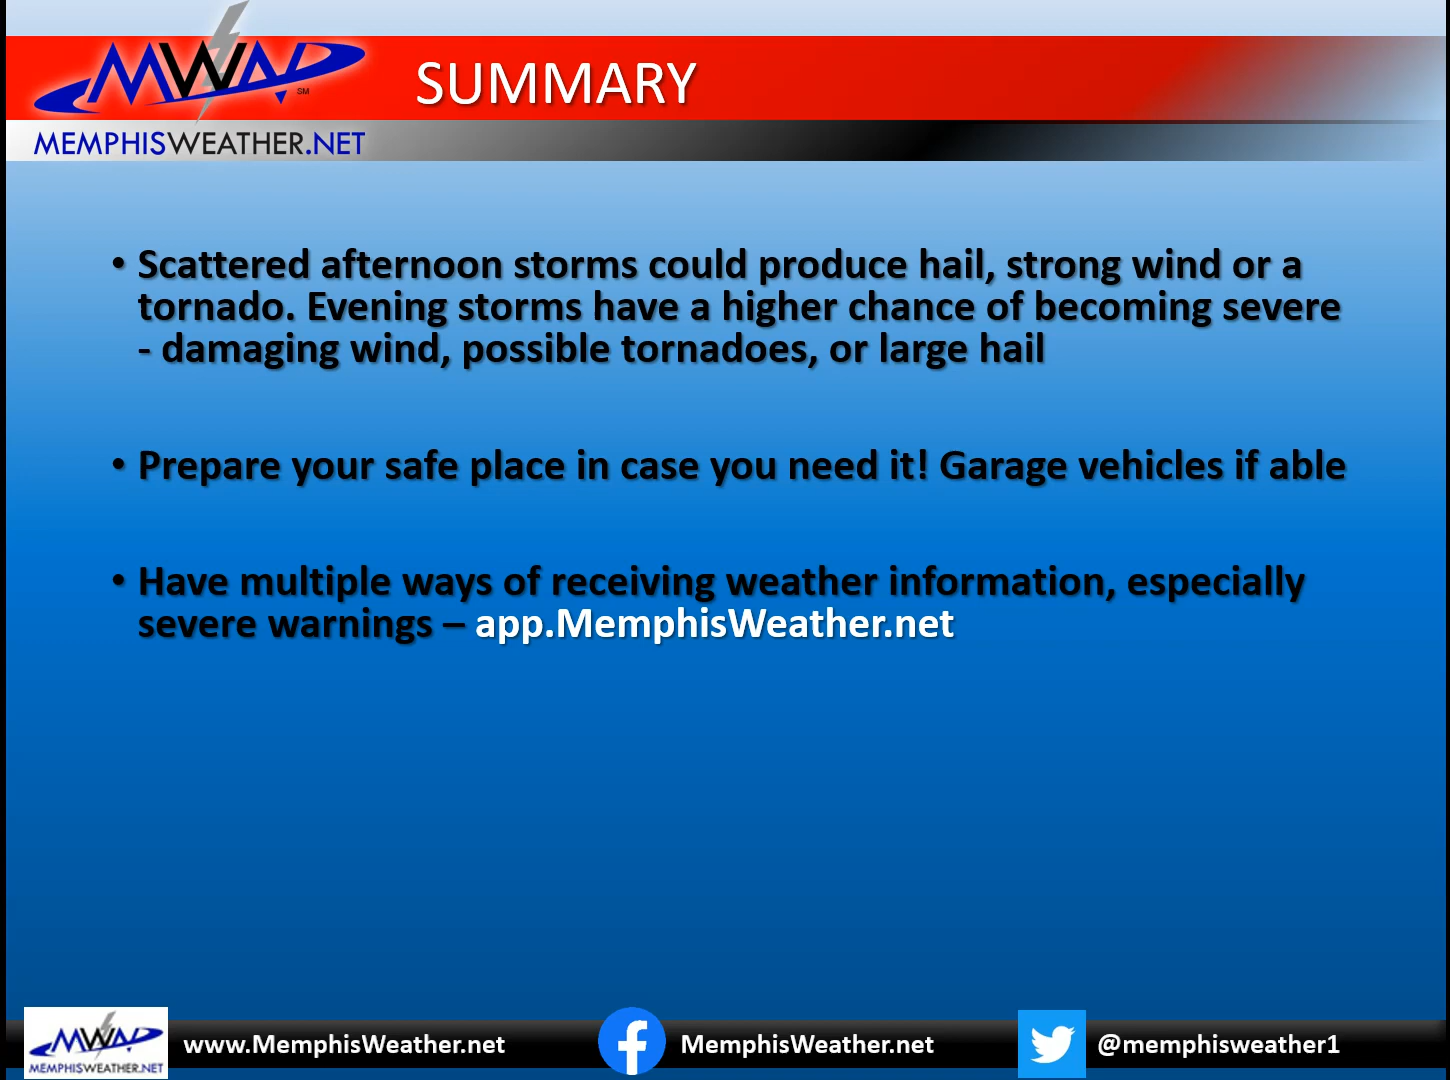 MWN
SM
MEMPHISWEATHER.NET
SUMMARY
• Scattered afternoon storms could produce hail, strong wind or a
tornado. Evening storms have a higher chance of becoming severe
- damaging wind, possible tornadoes, or large hail
• Prepare your safe place in case you need it! Garage vehicles if able
• Have multiple ways of receiving weather information, especially
severe warnings – app.MemphisWeather.net
MWN
MEMPHISWEATHER.NET
www.MemphisWeather.net
MemphisWeather.net
@memphisweather1